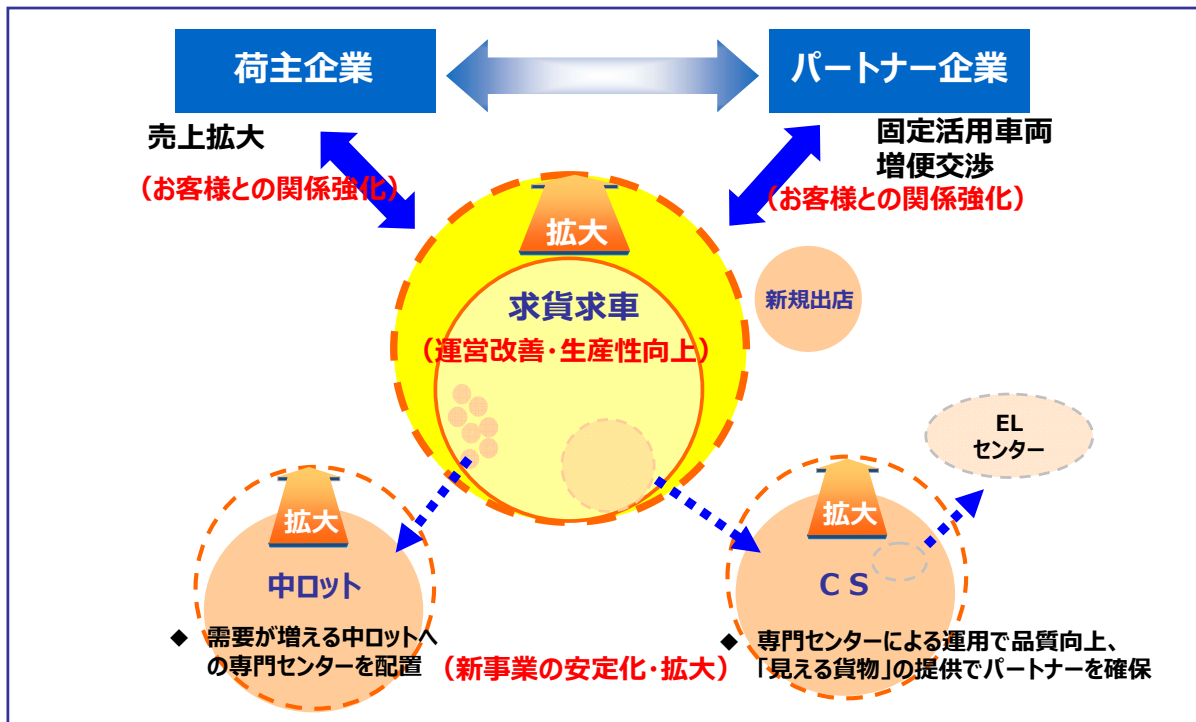 荷主企業
パートナー企業
売上拡大
(お客様との関係強化)
固定活用車両
増便交渉
(お客様との関係強化)
拡大
求貨求車
(運営改善・生産性向上)
新規出店
EL
センター
拡大
中ロット
◆ 需要が増える中ロットへ
の専門センターを配置
(新事業の安定化・拡大)
拡大
CS
◆ 専門センターによる運用で品質向上、
「見える貨物」の提供でパートナーを確保